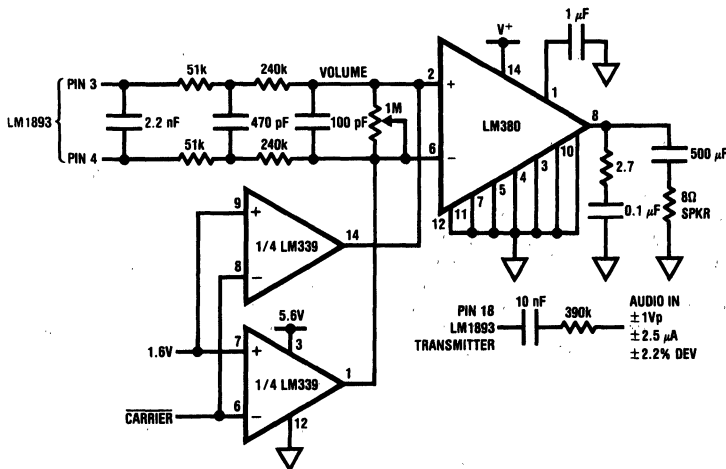 1 μF
V+
14
1
51k
240k
VOLUME
2
+
PIN 3
LM1893
2.2 nF
470 pF
100 pF
1M
LM380
8
PIN 4
51k
240k
6
−
10
3
4
5
7
11
12
2.7
0.1 μF
500 μF
8Ω
SPKR
9
+
1/4 LM339
14
8
−
5.6V
3
1.6V
7
+
1/4 LM339
1
CARRIER
6
−
12
PIN 18
LM1893
TRANSMITTER
10 nF
390k
AUDIO IN
±1Vp
±2.5 μA
±2.2% DEV